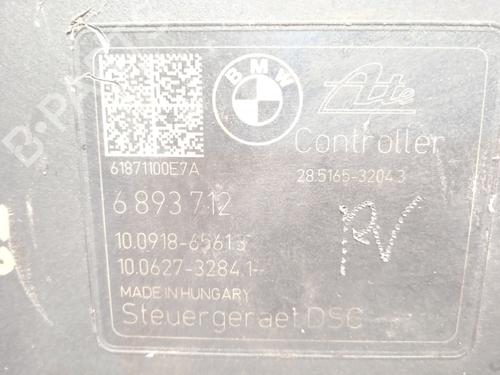 BMW
Ate
Controller
61871100E7A
28.5165-3204.3
6 893 712
10.0918-6561.3
10.0627-3284.1
MADE IN HUNGARY
Steuergeraet DSC